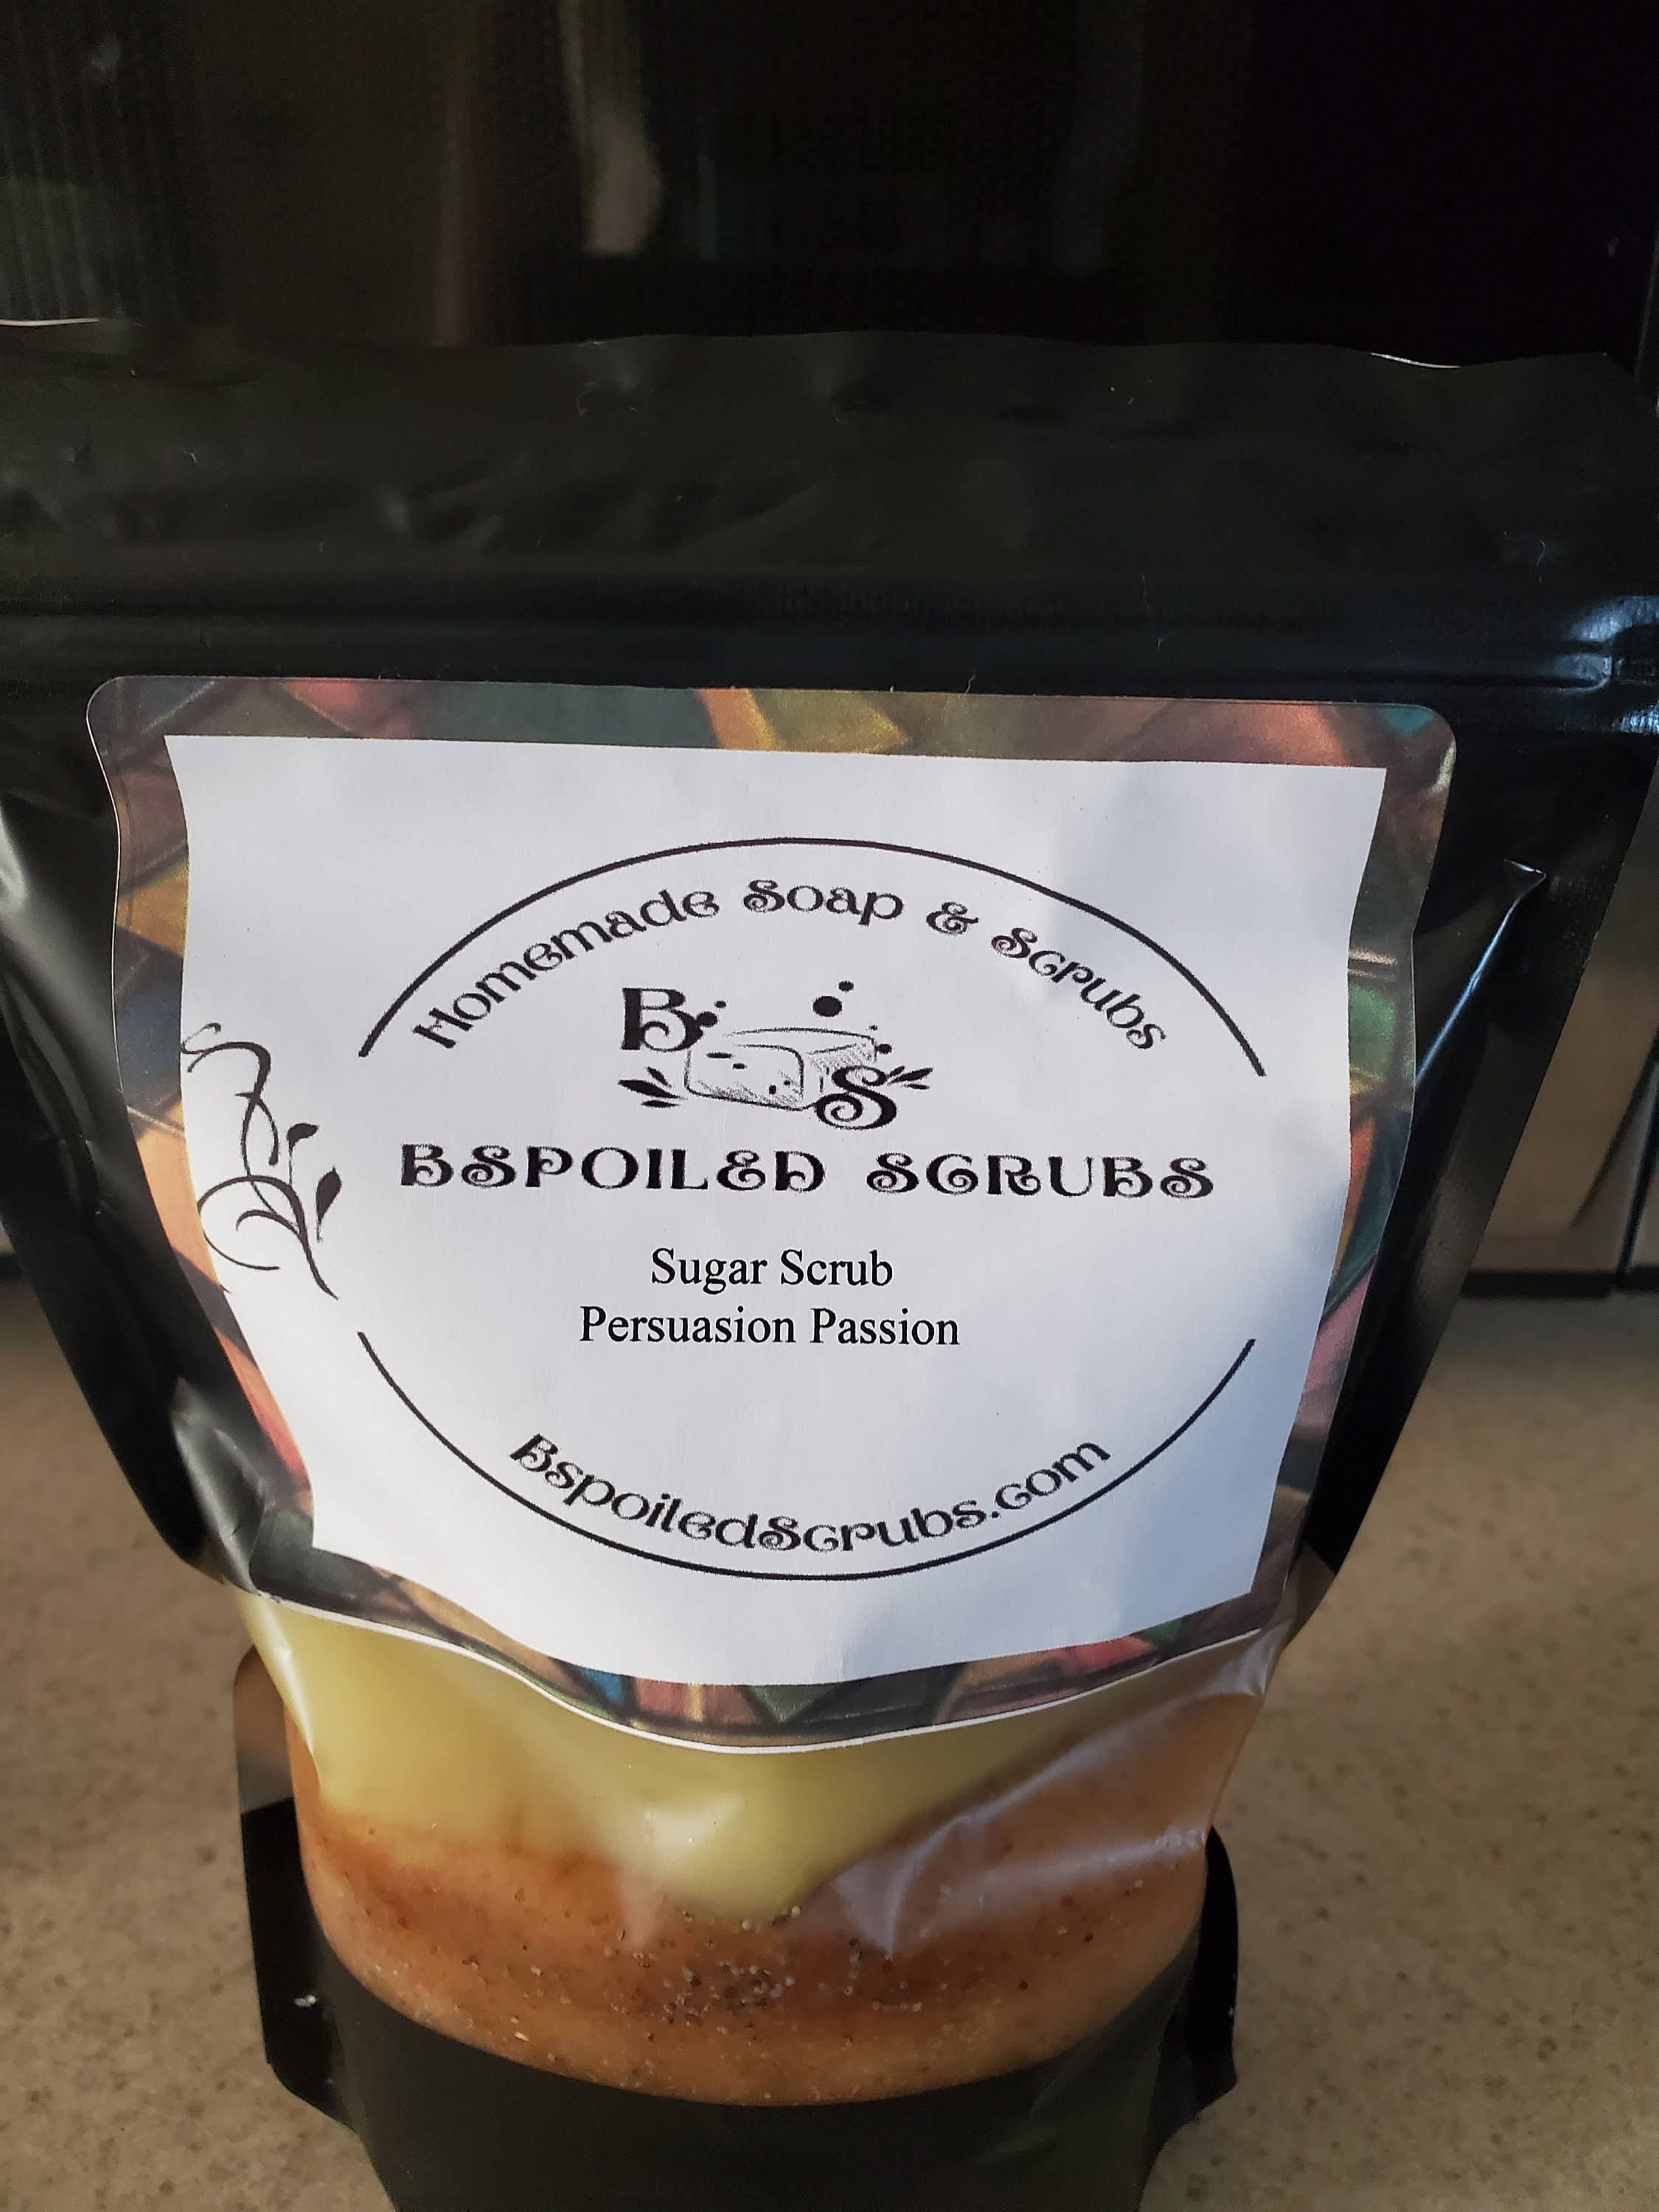 Homemade Soap & Scrubs
B S
BSPOILED SCRUBS
Sugar Scrub
Persuasion Passion
BspoiledScrubs.com